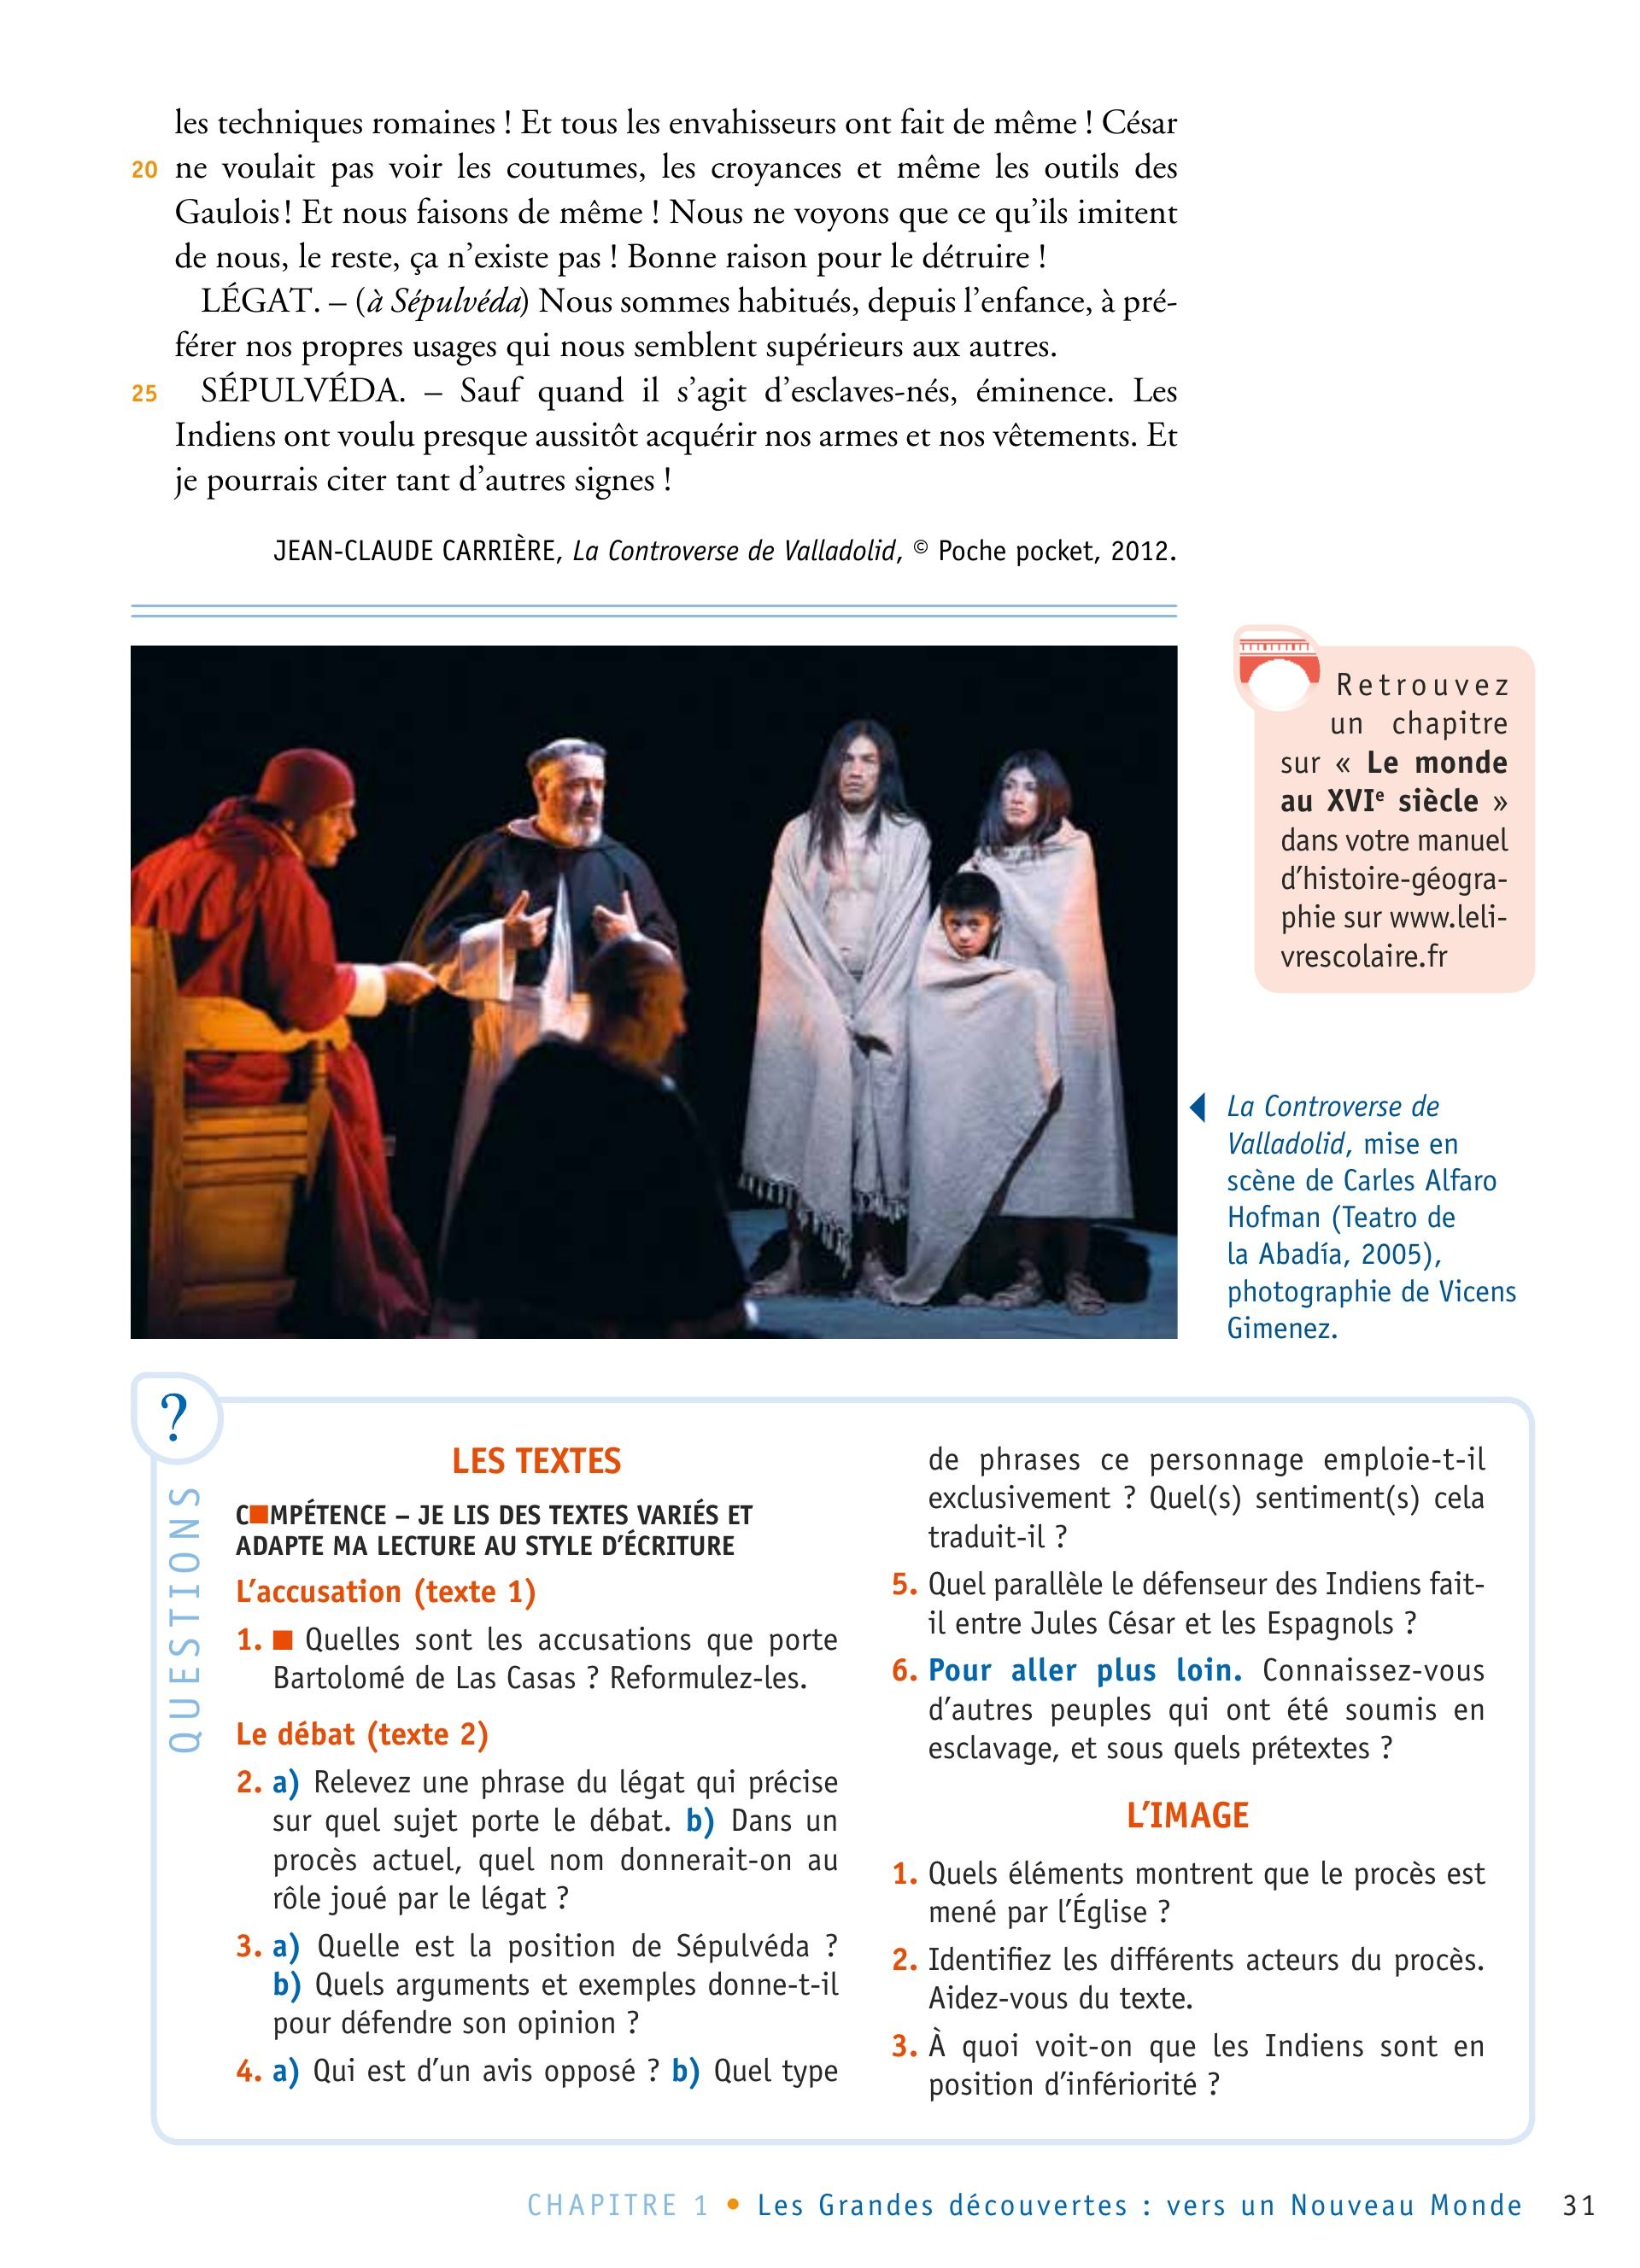 les techniques romaines ! Et tous les envahisseurs ont fait de même ! César
20 ne voulait pas voir les coutumes, les croyances et même les outils des
Gaulois ! Et nous faisons de même ! Nous ne voyons que ce qu’ils imitent
de nous, le reste, ça n’existe pas ! Bonne raison pour le détruire !
LÉGAT. – (à Sépulvéda) Nous sommes habitués, depuis l’enfance, à pré-
férer nos propres usages qui nous semblent supérieurs aux autres.
25 SÉPULVÉDA. – Sauf quand il s’agit d’esclaves-nés, éminence. Les
Indiens ont voulu presque aussitôt acquérir nos armes et nos vêtements. Et
je pourrais citer tant d’autres signes !
JEAN-CLAUDE CARRIÈRE, La Controverse de Valladolid, © Poche pocket, 2012.
Retrouvez
un chapitre
sur « Le monde
au XVIe siècle »
dans votre manuel
d’histoire-géogra-
phie sur www.leli-
vrescolaire.fr
La Controverse de
Valladolid, mise en
scène de Carles Alfaro
Hofman (Teatro de
la Abadía, 2005),
photographie de Vicens
Gimenez.
?
QUESTIONS
LES TEXTES
C■MPÉTENCE – JE LIS DES TEXTES VARIÉS ET
ADAPTE MA LECTURE AU STYLE D’ÉCRITURE
L’accusation (texte 1)
1. ■ Quelles sont les accusations que porte
Bartolomé de Las Casas ? Reformulez-les.
Le débat (texte 2)
2. a) Relevez une phrase du légat qui précise
sur quel sujet porte le débat. b) Dans un
procès actuel, quel nom donnerait-on au
rôle joué par le légat ?
3. a) Quelle est la position de Sépulvéda ?
b) Quels arguments et exemples donne-t-il
pour défendre son opinion ?
4. a) Qui est d’un avis opposé ? b) Quel type
de phrases ce personnage emploie-t-il
exclusivement ? Quel(s) sentiment(s) cela
traduit-il ?
5. Quel parallèle le défenseur des Indiens fait-
il entre Jules César et les Espagnols ?
6. Pour aller plus loin. Connaissez-vous
d’autres peuples qui ont été soumis en
esclavage, et sous quels prétextes ?
L’IMAGE
1. Quels éléments montrent que le procès est
mené par l’Église ?
2. Identifiez les différents acteurs du procès.
Aidez-vous du texte.
3. À quoi voit-on que les Indiens sont en
position d’infériorité ?
CHAPITRE 1 • Les Grandes découvertes : vers un Nouveau Monde 31